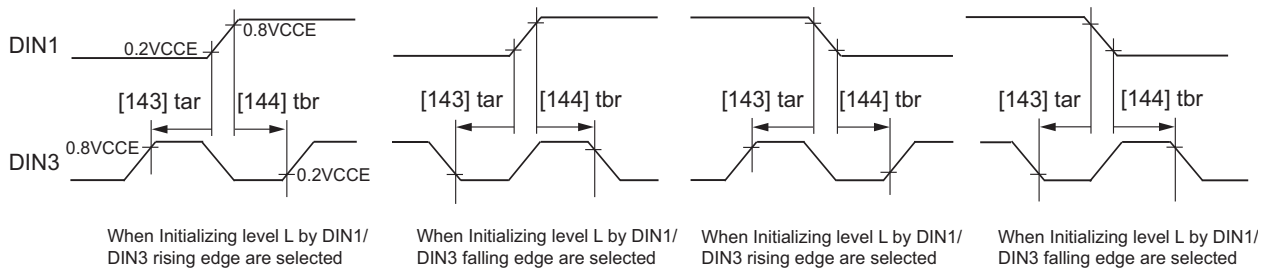 DIN1
0.2VCCE
0.8VCCE
[143] tar
[144] tbr
[143] tar
[144] tbr
[143] tar
[144] tbr
[143] tar
[144] tbr
DIN3
0.8VCCE
0.2VCCE
When Initializing level L by DIN1/
DIN3 rising edge are selected
When Initializing level L by DIN1/
DIN3 falling edge are selected
When Initializing level L by DIN1/
DIN3 rising edge are selected
When Initializing level L by DIN1/
DIN3 falling edge are selected